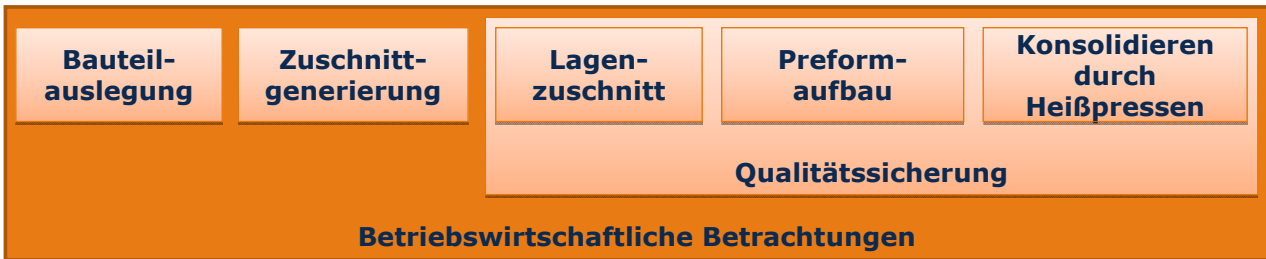 Bauteil-
auslegung
Zuschnitt-
generierung
Lagen-
zuschnitt
Preform-
aufbau
Konsolidieren
durch
Heißpressen
Qualitätssicherung
Betriebswirtschaftliche Betrachtungen